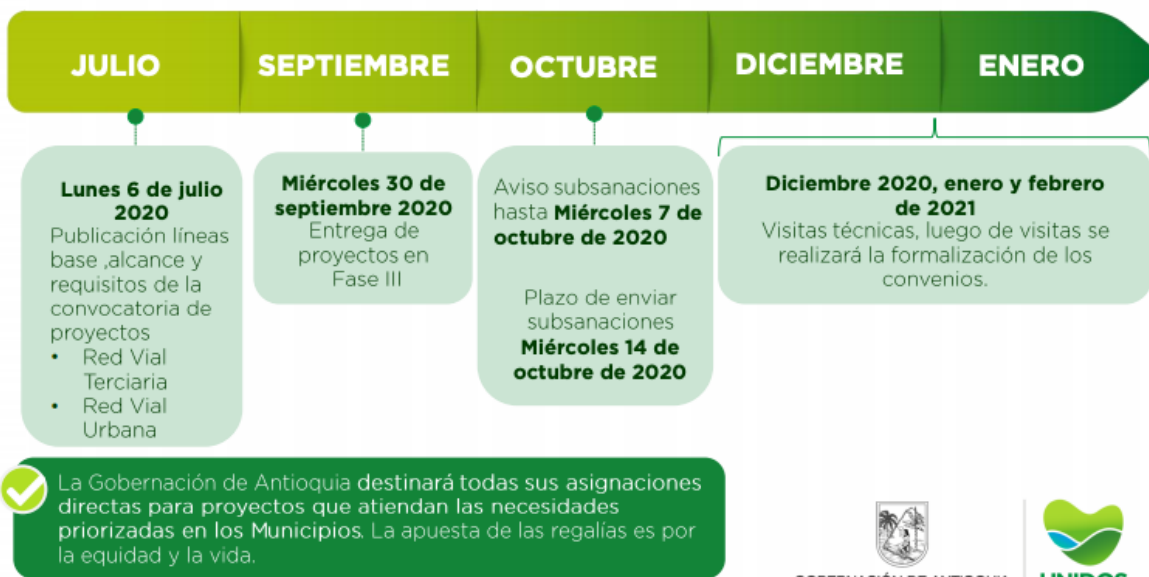 JULIO
SEPTIEMBRE
OCTUBRE
DICIEMBRE
ENERO
Lunes 6 de julio
2020
Publicación líneas
base ,alcance y
requisitos de la
convocatoria de
proyectos
• Red Vial
Terciaria
• Red Vial
Urbana
Miércoles 30 de
septiembre 2020
Entrega de
proyectos en
Fase III
Aviso subsanaciones
hasta Miércoles 7 de
octubre de 2020
Plazo de enviar
subsanaciones
Miércoles 14 de
octubre de 2020
Diciembre 2020, enero y febrero
de 2021
Visitas técnicas, luego de visitas se
realizará la formalización de los
convenios.
La Gobernación de Antioquia destinará todas sus asignaciones
directas para proyectos que atiendan las necesidades
priorizadas en los Municipios. La apuesta de las regalías es por
la equidad y la vida.
GOBERNACIÓN DE ANTIOQUIA
UNIDOS